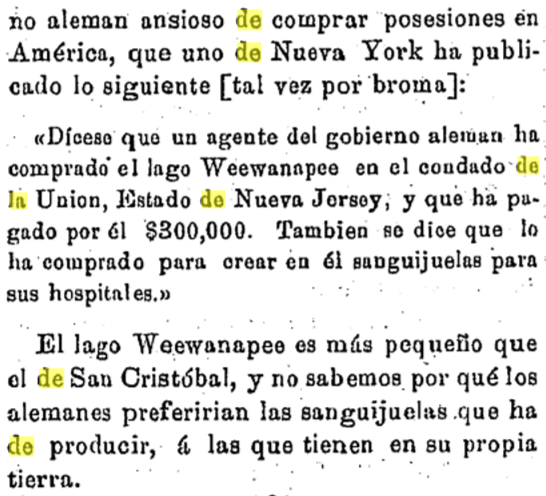 no aleman ansioso de comprar posesiones en
América, que uno de Nueva York ha publi-
cado lo siguiente [tal vez por broma]:
«Dícese que un agente del gobierno aleman ha
comprado el lago Weewanapee en el condado de
la Union, Estado de Nueva Jersey, y que ha pa-
gado por él $300,000. Tambien se dice que lo
ha comprado para crear en él sanguijuelas para
sus hospitales.»
El lago Weewanapee es más pequeño que
el de San Cristóbal, y no sabemos por qué los
alemanes preferirian las sanguijuelas que ha
de producir, á las que tienen en su propia
tierra.